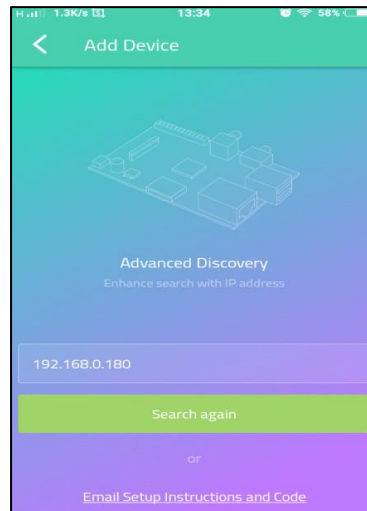 H 1.3K/s 13:34 58%
Add Device
Advanced Discovery
Enhance search with IP address
192.168.0.180
Search again
or
Email Setup Instructions and Code